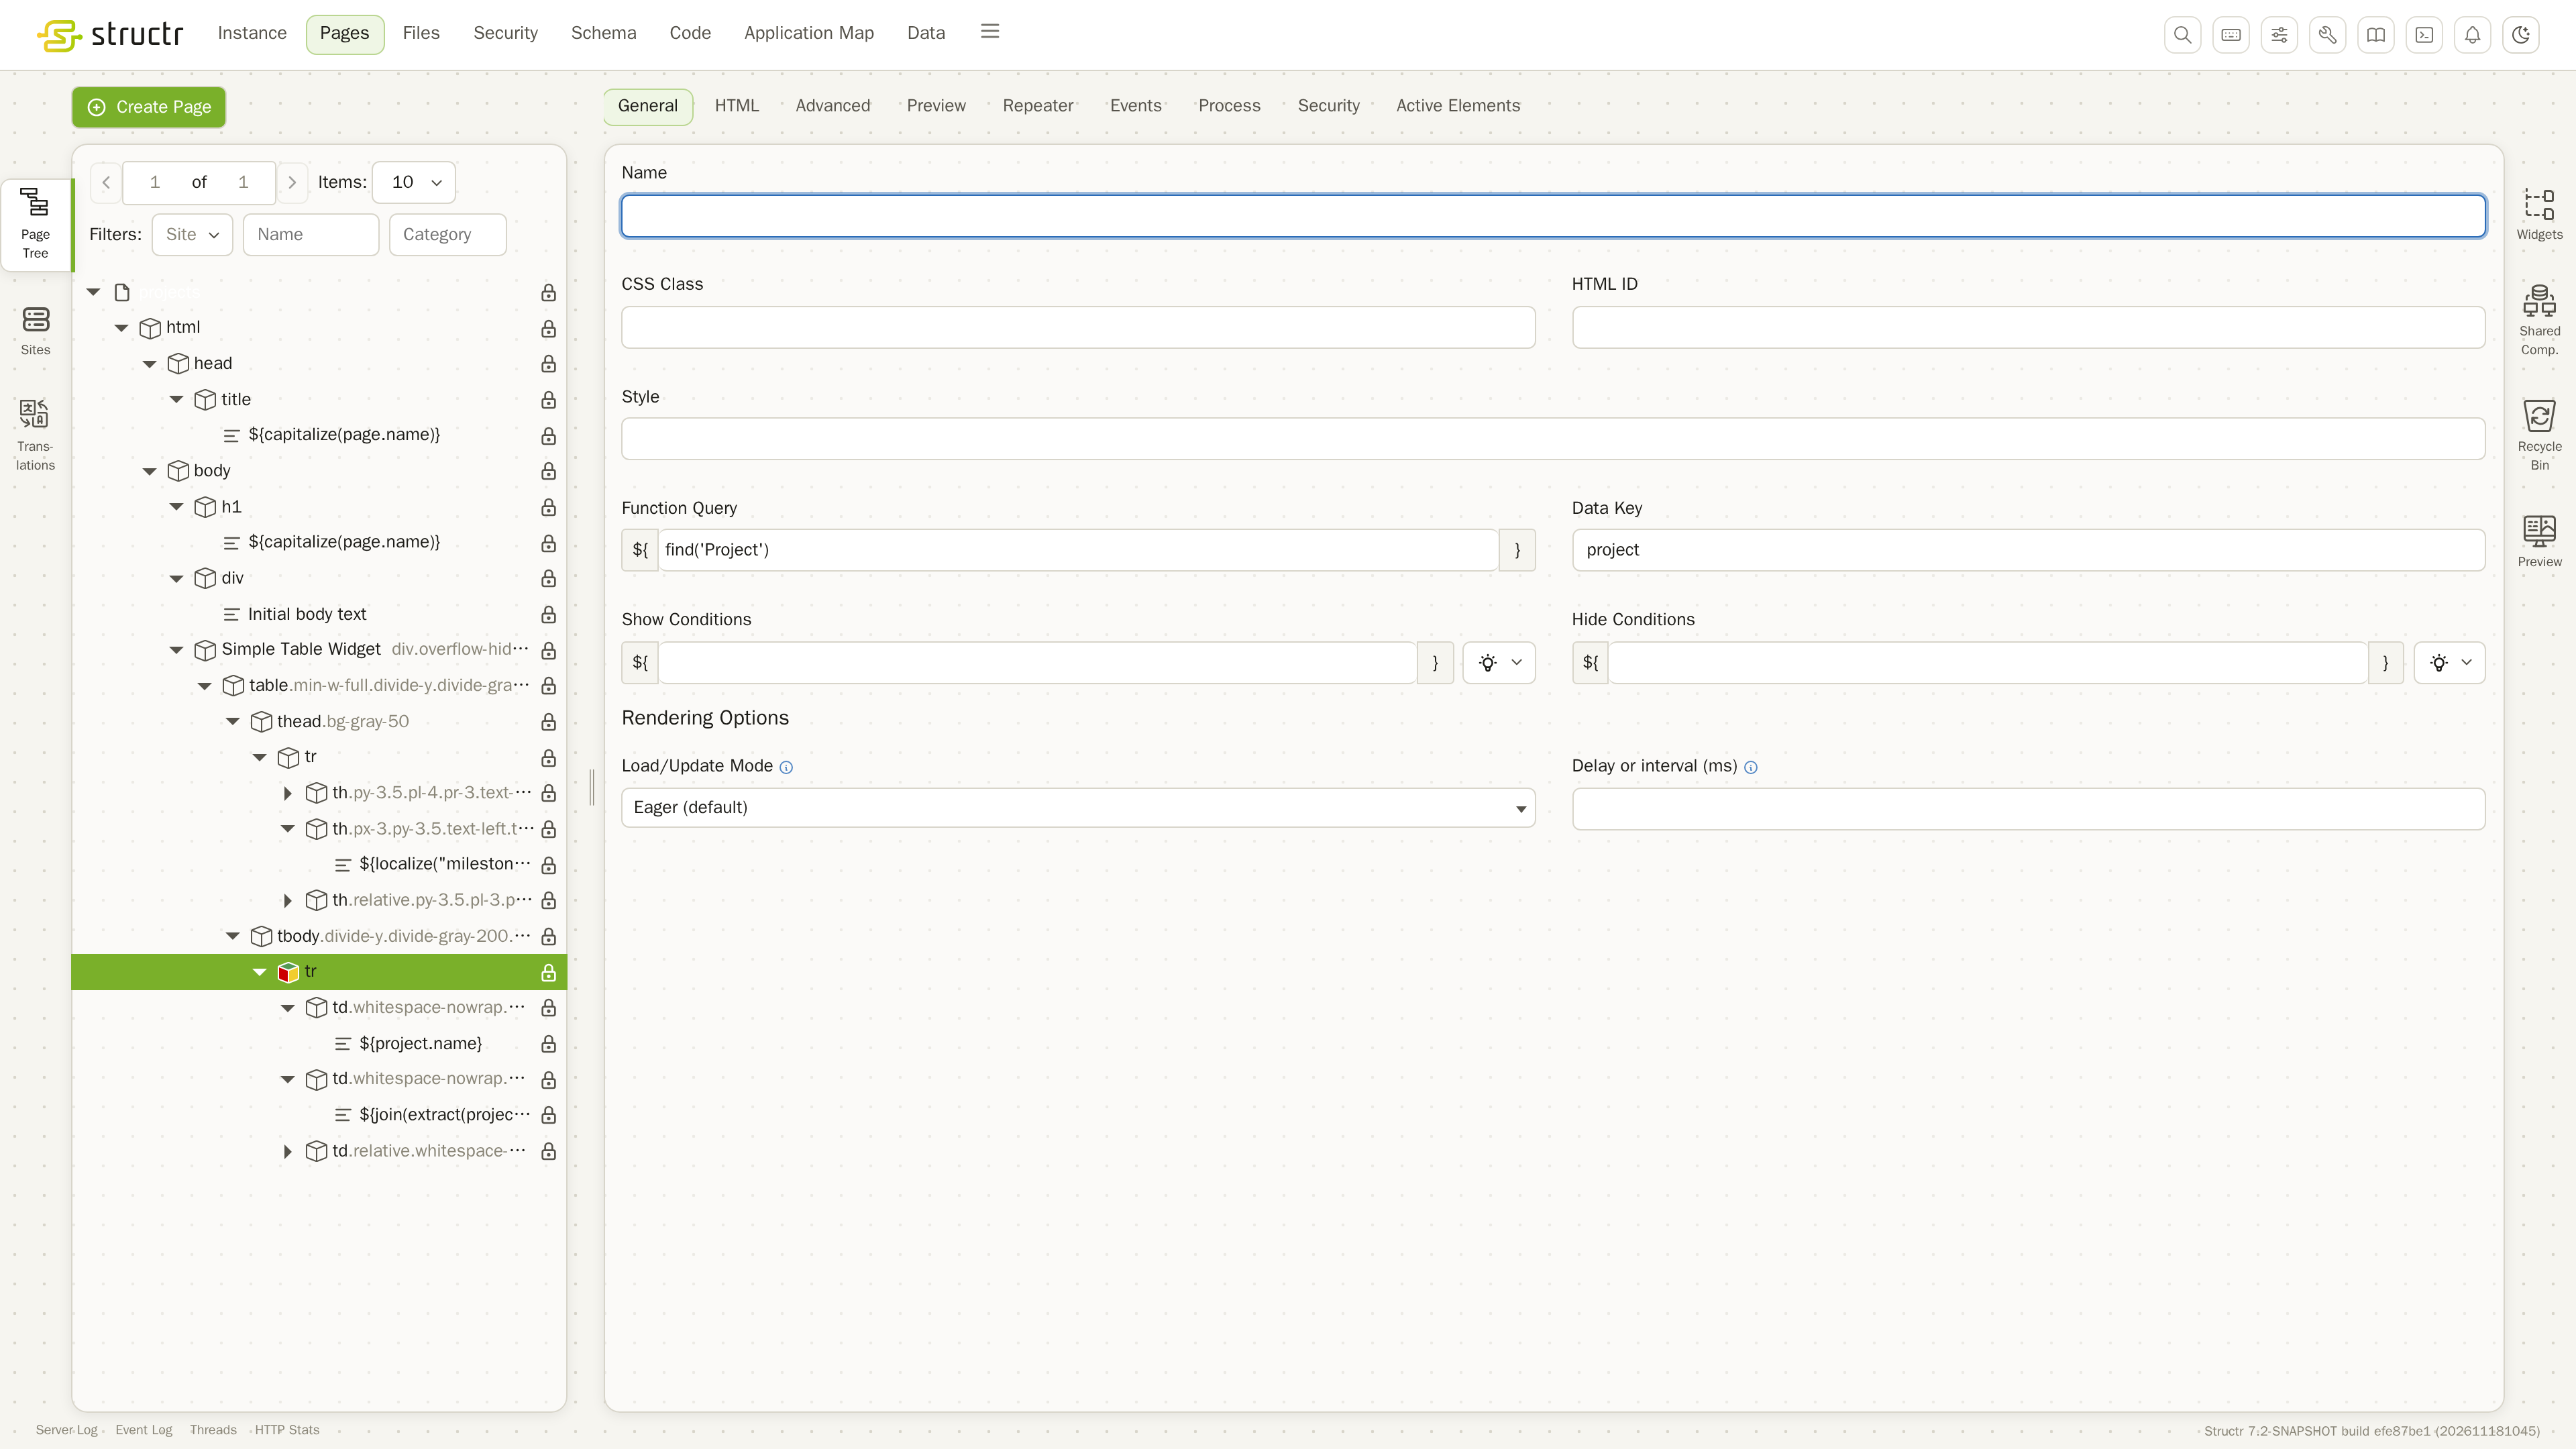 structr Instance Pages Files Security Schema Code Application Map Data
Create Page
General HTML Advanced Preview Repeater Events Process Security Active Elements
1 of 1 Items: 10
Filters: Site Name Category
Page
Tree
Sites
Trans-
lations
projects
html
head
title
${capitalize(page.name)}
body
h1
${capitalize(page.name)}
div
Initial body text
Simple Table Widget div.overflow-hid···
table.min-w-full.divide-y.divide-gra···
thead.bg-gray-50
tr
th.py-3.5.pl-4.pr-3.text-···
th.px-3.py-3.5.text-left.t···
${localize("mileston···
th.relative.py-3.5.pl-3.p···
tbody.divide-y.divide-gray-200.···
tr
td.whitespace-nowrap.···
${project.name}
td.whitespace-nowrap.···
${join(extract(projec···
td.relative.whitespace-···
Name
CSS Class HTML ID
Style
Function Query Data Key
${ find('Project') } project
Show Conditions Hide Conditions
${ } ${ }
Rendering Options
Load/Update Mode Delay or interval (ms)
Eager (default)
Widgets
Shared
Comp.
Recycle
Bin
Preview
Server Log Event Log Threads HTTP Stats
Structr 7.2-SNAPSHOT build efe87be1 (202611181045)